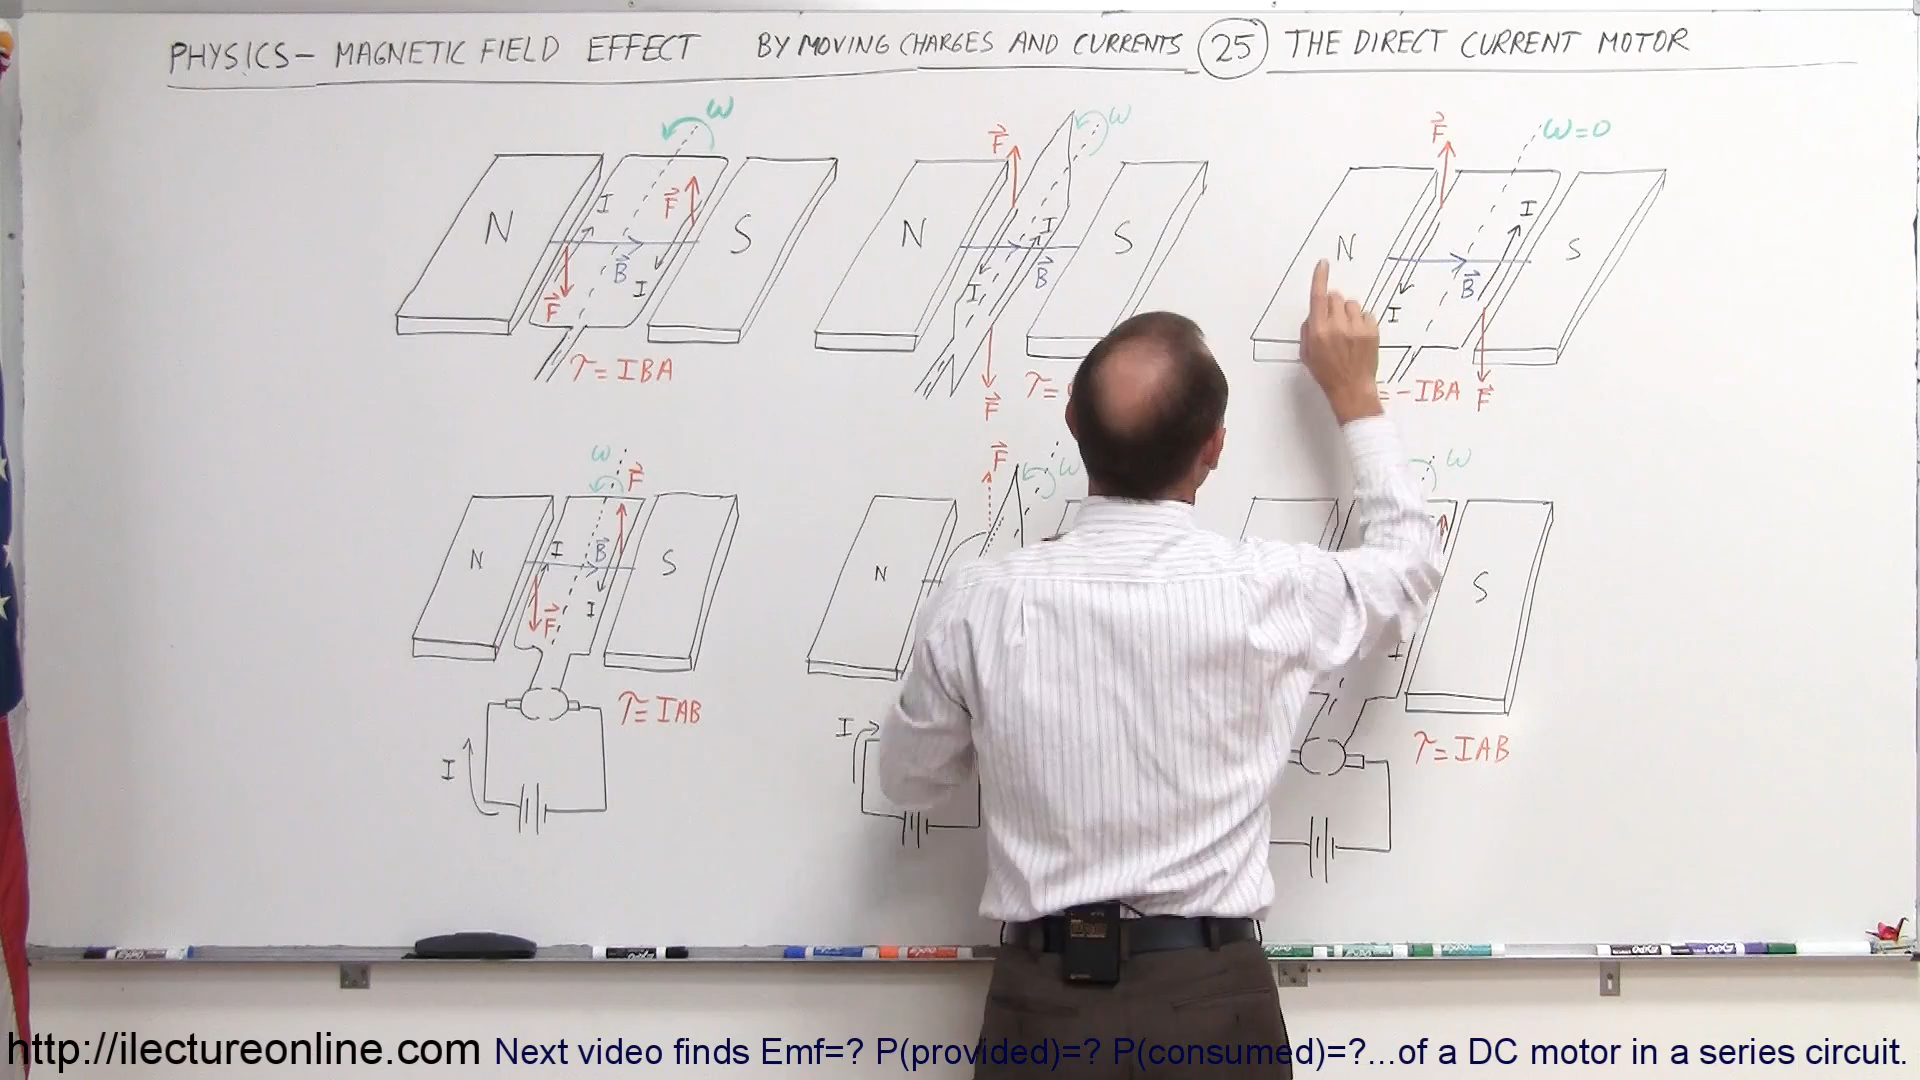 PHYSICS – MAGNETIC FIELD EFFECT BY MOVING CHARGES AND CURRENTS 25 THE DIRECT CURRENT MOTOR
ω ω ω=0
N S F F B I I
τ = IBA
N S F F B I I
τ =
N S F F B I I
= -IBA
N S F F B I I ω
τ = IAB
I
N F ω
I
S I ω
τ = IAB
http://ilectureonline.com Next video finds Emf=? P(provided)=? P(consumed)=?...of a DC motor in a series circuit.